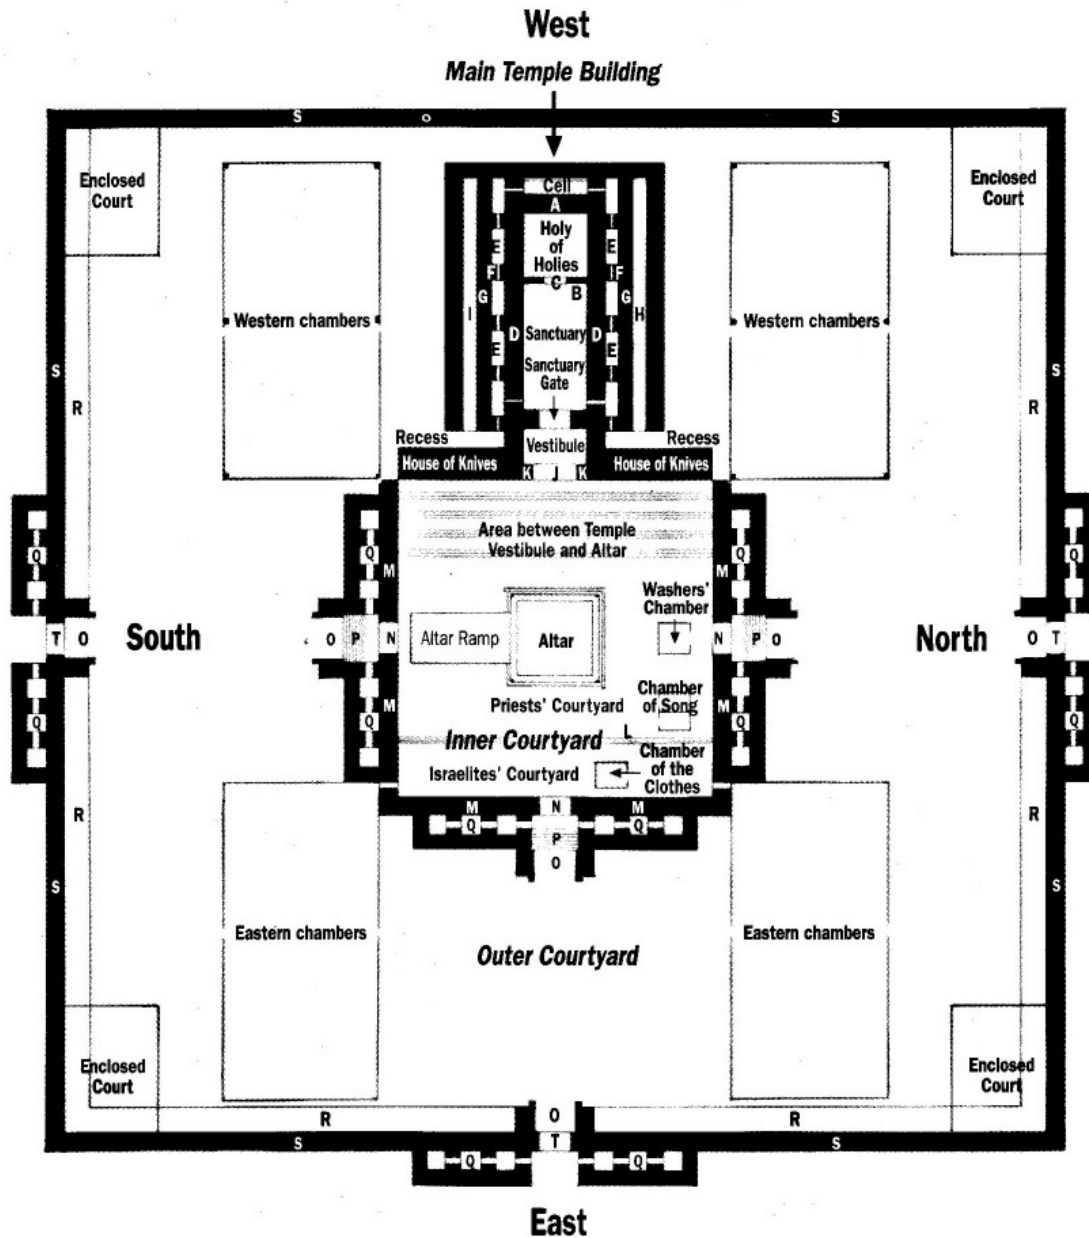 West
Main Temple Building
S
S
Enclosed
Court
Cell
A
Enclosed
Court
Holy
of
Holies
E
E
F
F
C
B
G
G
Western chambers
I
H
Western chambers
D
Sanctuary
D
E
E
Sanctuary
Gate
S
S
R
R
Recess
Recess
Vestibule
House of Knives
House of Knives
K
J
K
Area between Temple
Vestibule and Altar
Q
Q
M
M
Q
Q
Washers'
Chamber
T O
South
O P N
Altar Ramp
Altar
N P O
North
O T
Chamber
of Song
Priests' Courtyard
M
M
Q
Q
Q
Q
L
Inner Courtyard
Israelites' Courtyard
Chamber
of the
Clothes
R
R
M
N
M
Q
Q
P
O
S
S
Eastern chambers
Eastern chambers
Outer Courtyard
Enclosed
Court
Enclosed
Court
R
O
R
S
T
S
Q
Q
East